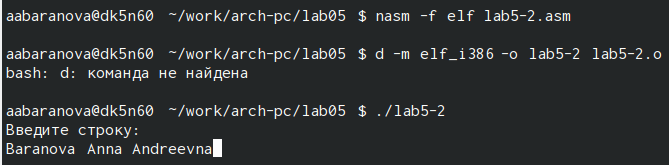 aabaranova@dk5n60 ~/work/arch-pc/lab05 $ nasm -f elf lab5-2.asm
aabaranova@dk5n60 ~/work/arch-pc/lab05 $ d -m elf_i386 -o lab5-2 lab5-2.o
bash: d: команда не найдена
aabaranova@dk5n60 ~/work/arch-pc/lab05 $ ./lab5-2
Введите строку:
Baranova Anna Andreevna